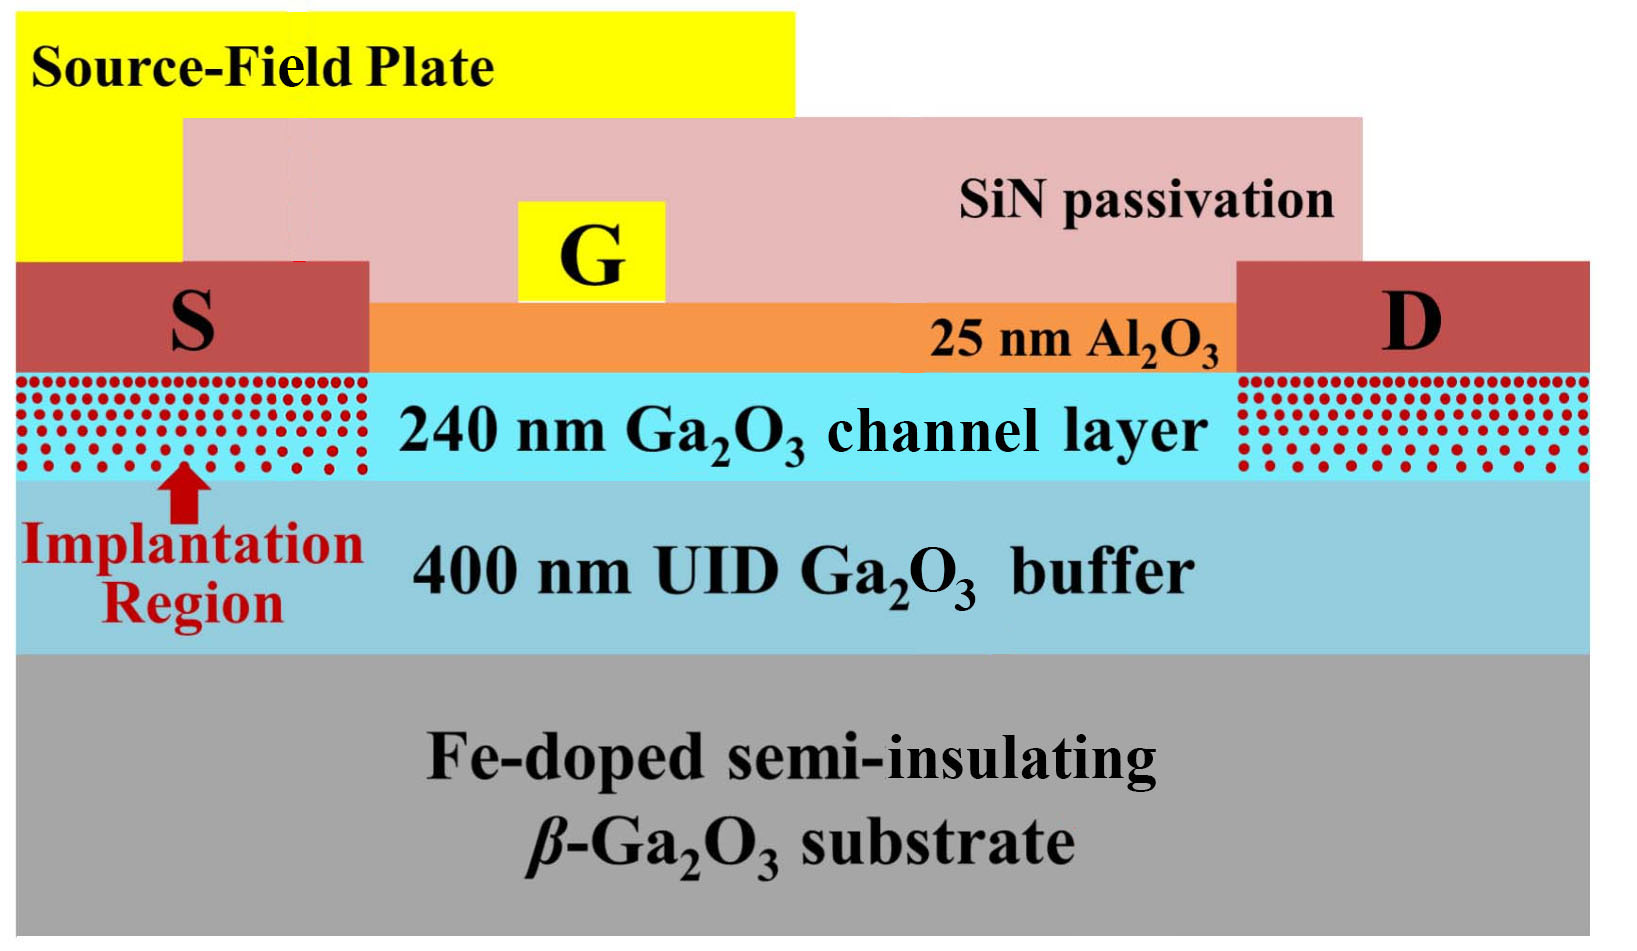 Source-Field Plate
SiN passivation
G
S
25 nm Al₂O₃
D
240 nm Ga₂O₃ channel layer
Implantation
Region
400 nm UID Ga₂O₃ buffer
Fe-doped semi-insulating
β-Ga₂O₃ substrate